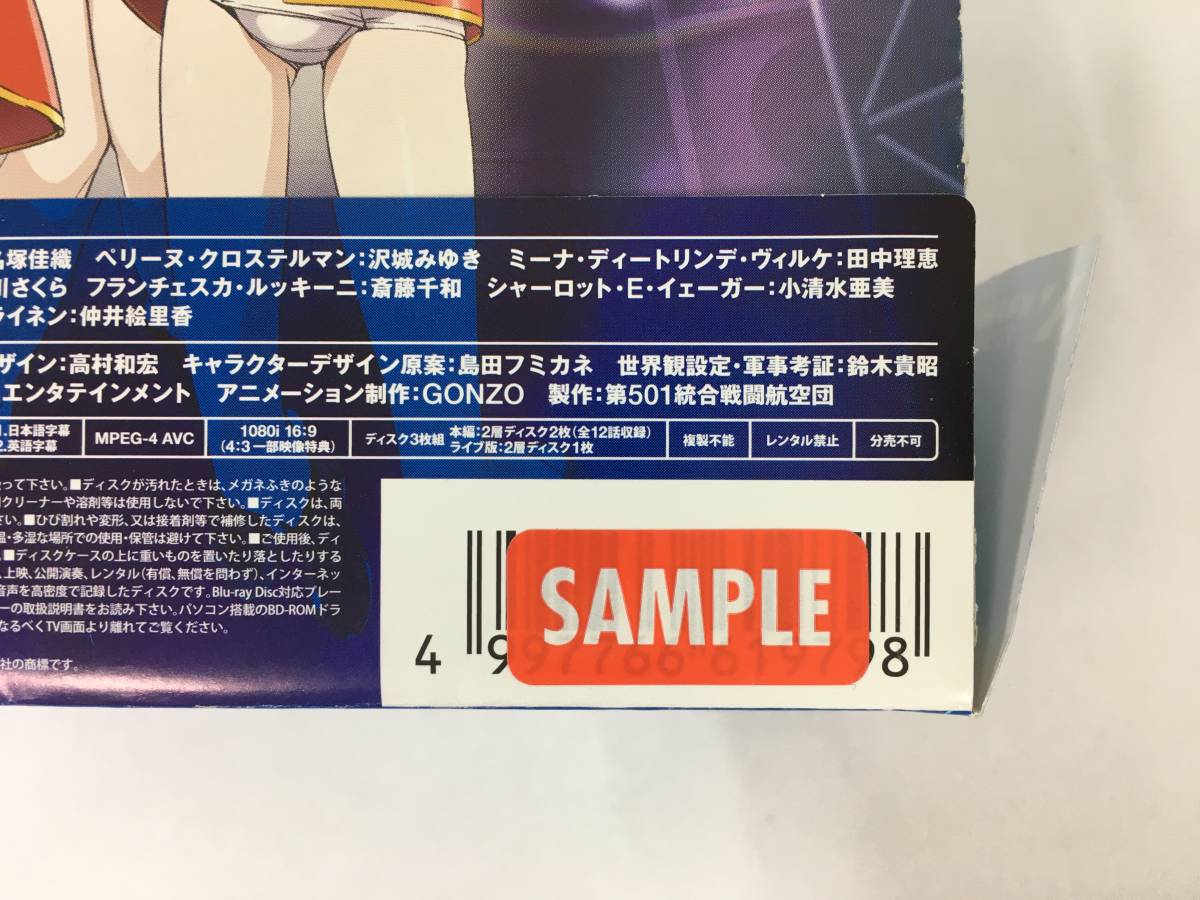 名塚佳織 ペリーヌ・クロステルマン:沢城みゆき ミーナ・ディートリンデ・ヴィルケ:田中理恵
川さくら フランチェスカ・ルッキーニ:斎藤千和 シャーロット・E・イェーガー:小清水亜美
ライネン:仲井絵里香
ザイン:高村和宏 キャラクターデザイン原案:島田フミカネ 世界観設定・軍事考証:鈴木貴昭
エンタテインメント アニメーション制作:GONZO 製作:第501統合戦闘航空団
1.日本語字幕
2.英語字幕
MPEG-4 AVC
1080i 16:9
(4:3 一部映像特典)
ディスク3枚組
本編:2層ディスク2枚(全12話収録)
ライブ版:2層ディスク1枚
複製不能
レンタル禁止
分売不可
って下さい。■ディスクが汚れたときは、メガネふきのような
クリーナーや溶剤等は使用しないで下さい。■ディスクは、両
さい。■ひび割れや変形、又は接着剤等で補修したディスクは、
温・多湿な場所での使用・保管は避けて下さい。■ご使用後、ディ
■ディスクケースの上に重いものを置いたり落としたりする
上映、公開演奏、レンタル(有償、無償を問わず)、インターネッ
音声を高密度で記録したディスクです。Blu-ray Disc対応プレー
ーの取扱説明書をお読み下さい。パソコン搭載のBD-ROMドラ
なるべくTV画面より離れてご覧ください。
社の商標です。
SAMPLE
4 997766 619798